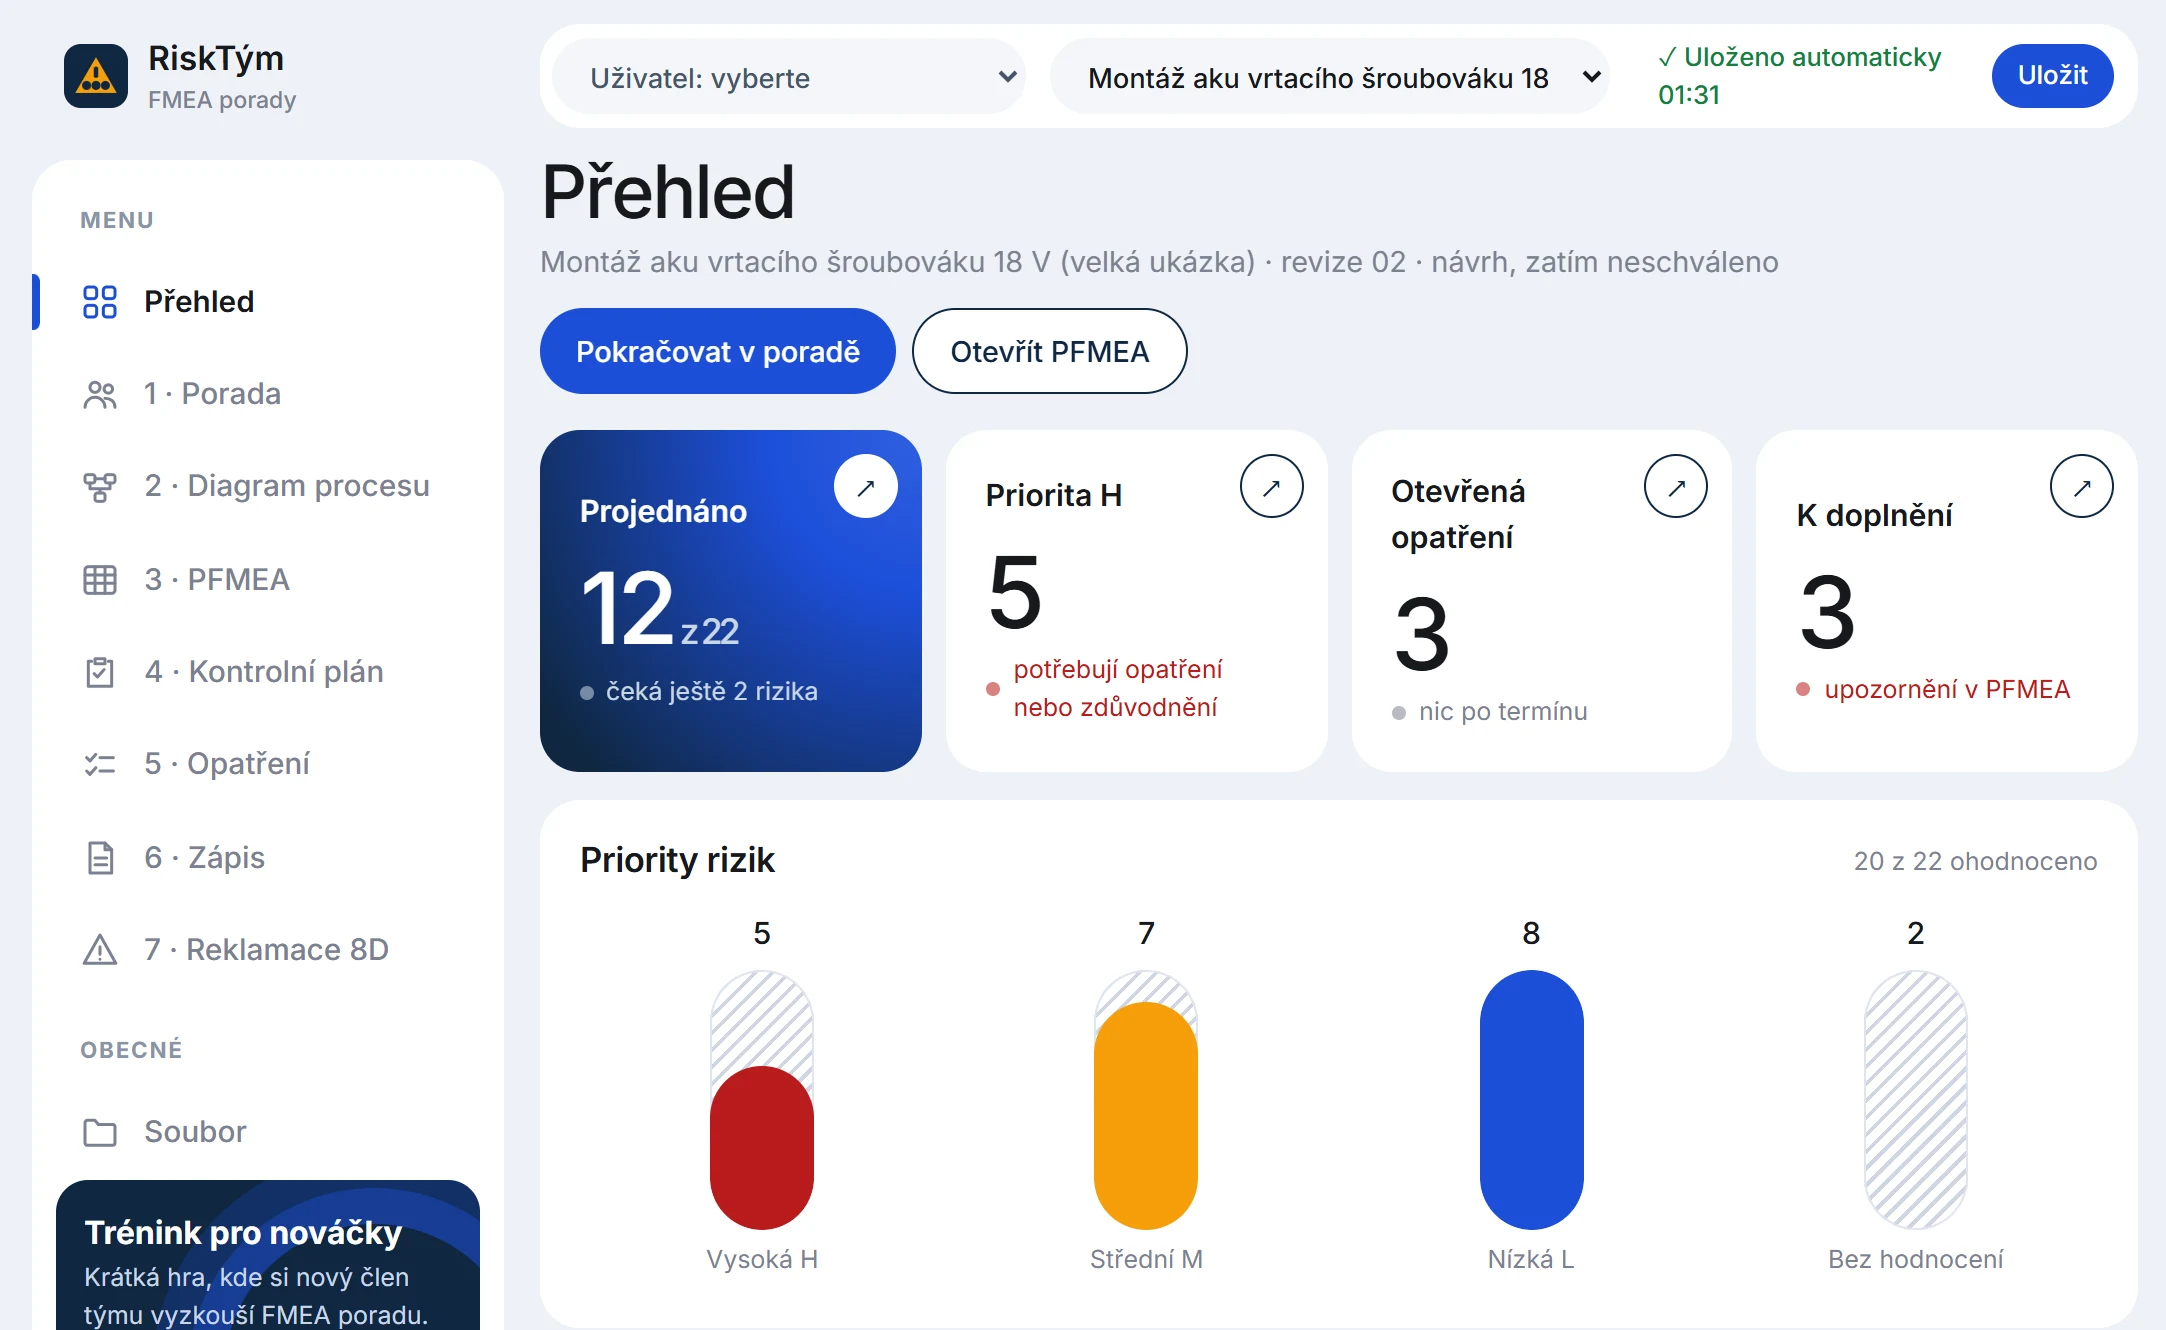 RiskTým
FMEA porady
Uživatel: vyberte
Montáž aku vrtacího šroubováku 18
✓ Uloženo automaticky
01:31
Uložit
MENU
Přehled
1 · Porada
2 · Diagram procesu
3 · PFMEA
4 · Kontrolní plán
5 · Opatření
6 · Zápis
7 · Reklamace 8D
OBECNÉ
Soubor
Trénink pro nováčky
Krátká hra, kde si nový člen
týmu vyzkouší FMEA poradu.
Přehled
Montáž aku vrtacího šroubováku 18 V (velká ukázka) · revize 02 · návrh, zatím neschváleno
Pokračovat v poradě
Otevřít PFMEA
Projednáno
↗
12 z 22
čeká ještě 2 rizika
Priorita H
↗
5
potřebují opatření
nebo zdůvodnění
Otevřená
opatření
↗
3
nic po termínu
K doplnění
↗
3
upozornění v PFMEA
Priority rizik
20 z 22 ohodnoceno
5
7
8
2
Vysoká H
Střední M
Nízká L
Bez hodnocení